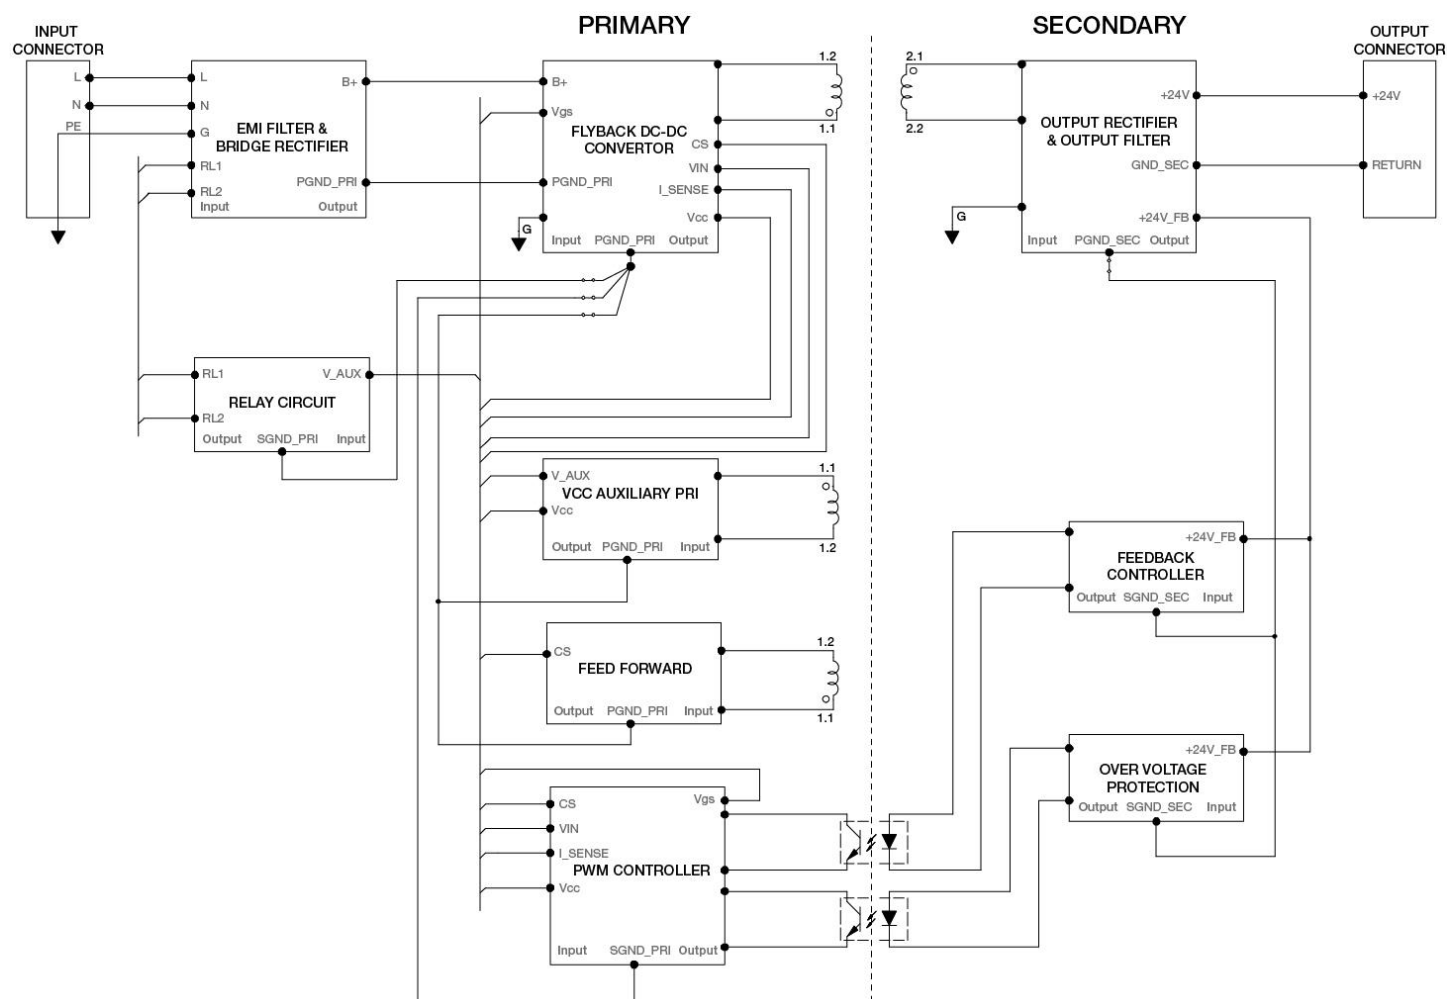 PRIMARY
SECONDARY
INPUT
CONNECTOR
L
N
PE
L
N
G
RL1
RL2
Input
EMI FILTER &
BRIDGE RECTIFIER
B+
PGND_PRI
Output
B+
Vgs
FLYBACK DC-DC
CONVERTOR
PGND_PRI
G
Input
PGND_PRI
Output
CS
VIN
I_SENSE
Vcc
1.2
1.1
2.1
2.2
OUTPUT RECTIFIER
& OUTPUT FILTER
+24V
GND_SEC
+24V_FB
G
Input
PGND_SEC
Output
OUTPUT
CONNECTOR
+24V
RETURN
RL1
V_AUX
RELAY CIRCUIT
RL2
Output
SGND_PRI
Input
V_AUX
VCC AUXILIARY PRI
Vcc
Output
PGND_PRI
Input
1.1
1.2
CS
FEED FORWARD
Output
PGND_PRI
Input
1.2
1.1
+24V_FB
FEEDBACK
CONTROLLER
Output
SGND_SEC
Input
+24V_FB
OVER VOLTAGE
PROTECTION
Output
SGND_SEC
Input
Vgs
CS
VIN
I_SENSE
PWM CONTROLLER
Vcc
Input
SGND_PRI
Output